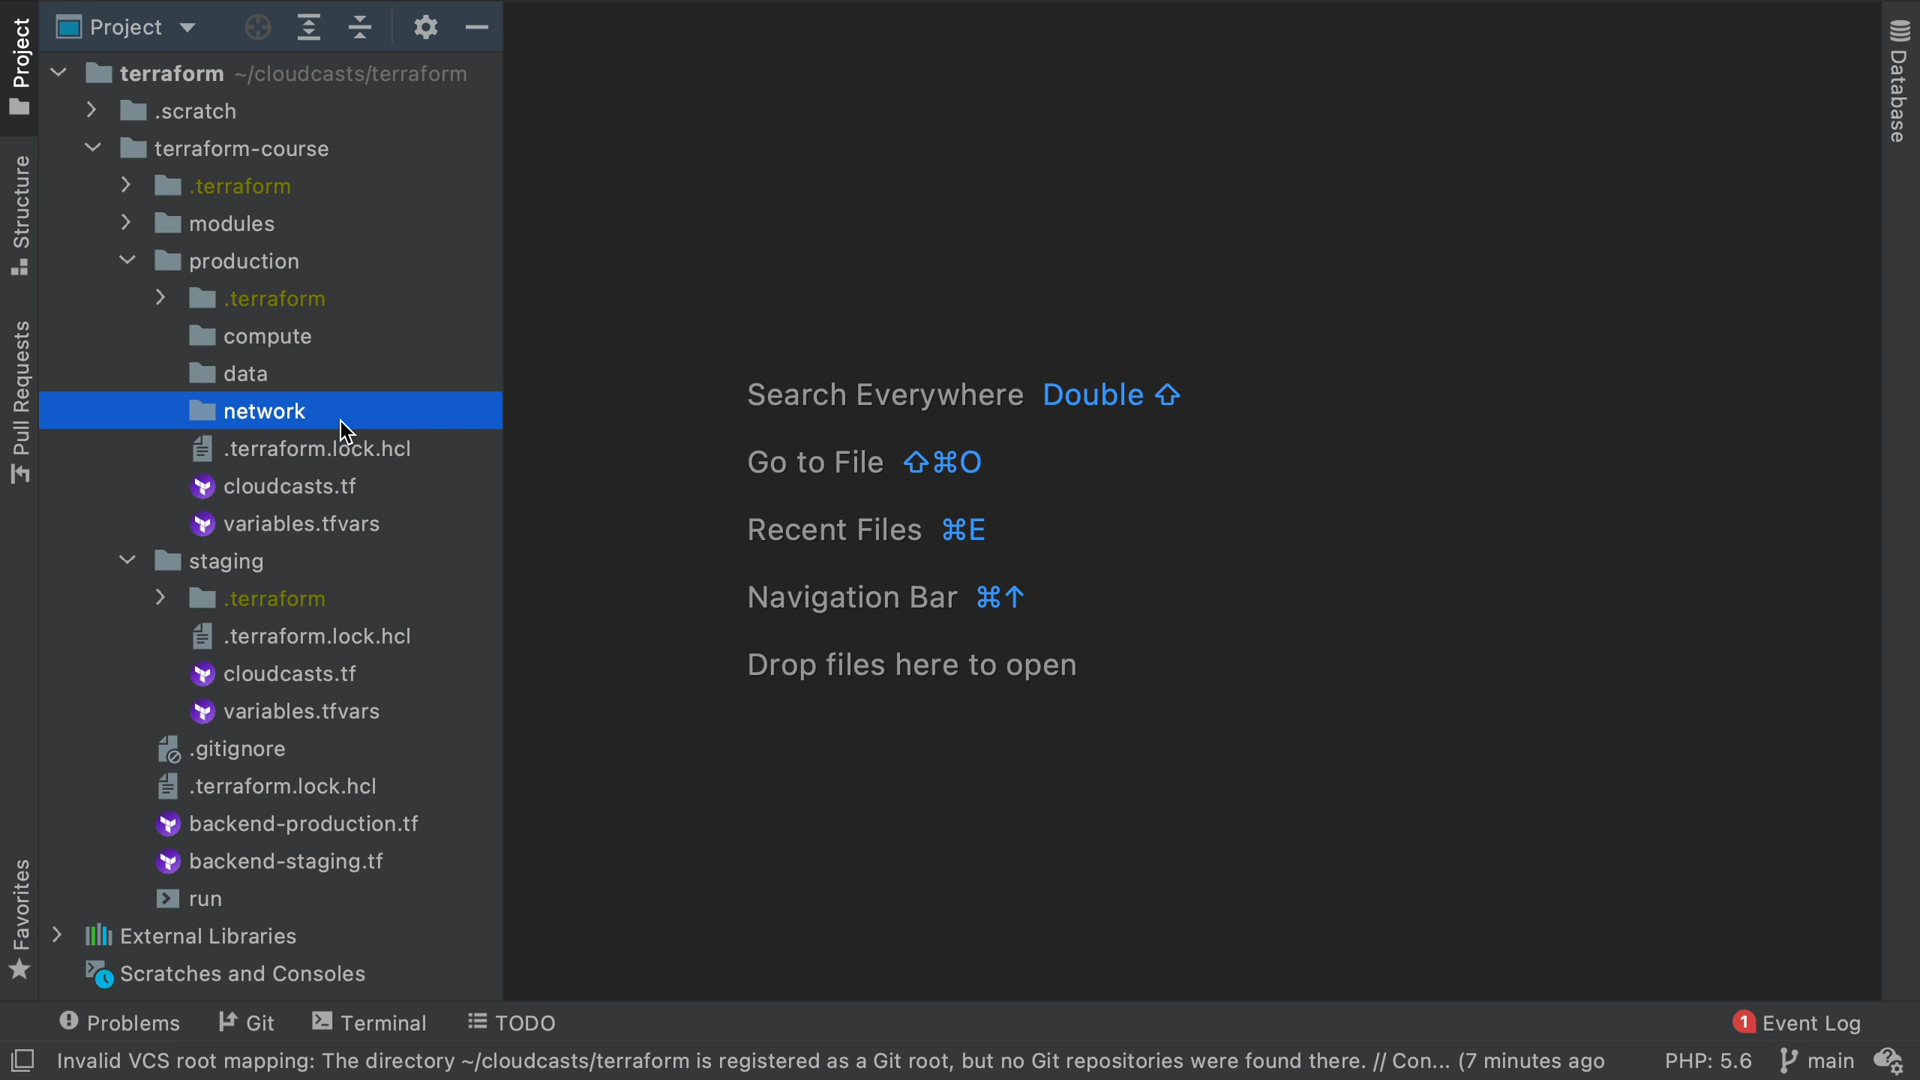 Project
terraform ~/cloudcasts/terraform
.scratch
terraform-course
.terraform
modules
production
.terraform
compute
data
network
.terraform.lock.hcl
cloudcasts.tf
variables.tfvars
staging
.terraform
.terraform.lock.hcl
cloudcasts.tf
variables.tfvars
.gitignore
.terraform.lock.hcl
backend-production.tf
backend-staging.tf
run
External Libraries
Scratches and Consoles
Project
Structure
Pull Requests
Favorites
Search Everywhere Double ⇧
Go to File ⇧⌘O
Recent Files ⌘E
Navigation Bar ⌘↑
Drop files here to open
Database
Problems Git Terminal TODO 1 Event Log
Invalid VCS root mapping: The directory ~/cloudcasts/terraform is registered as a Git root, but no Git repositories were found there. // Con... (7 minutes ago PHP: 5.6 main